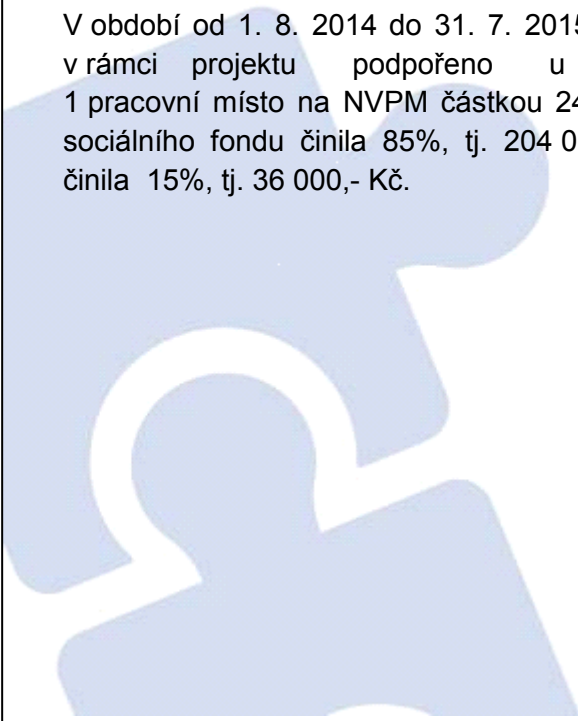 V období od 1. 8. 2014 do 31. 7. 2015
v rámci projektu podpořeno u
1 pracovní místo na NVPM částkou 24
sociálního fondu činila 85%, tj. 204 0
činila 15%, tj. 36 000,- Kč.